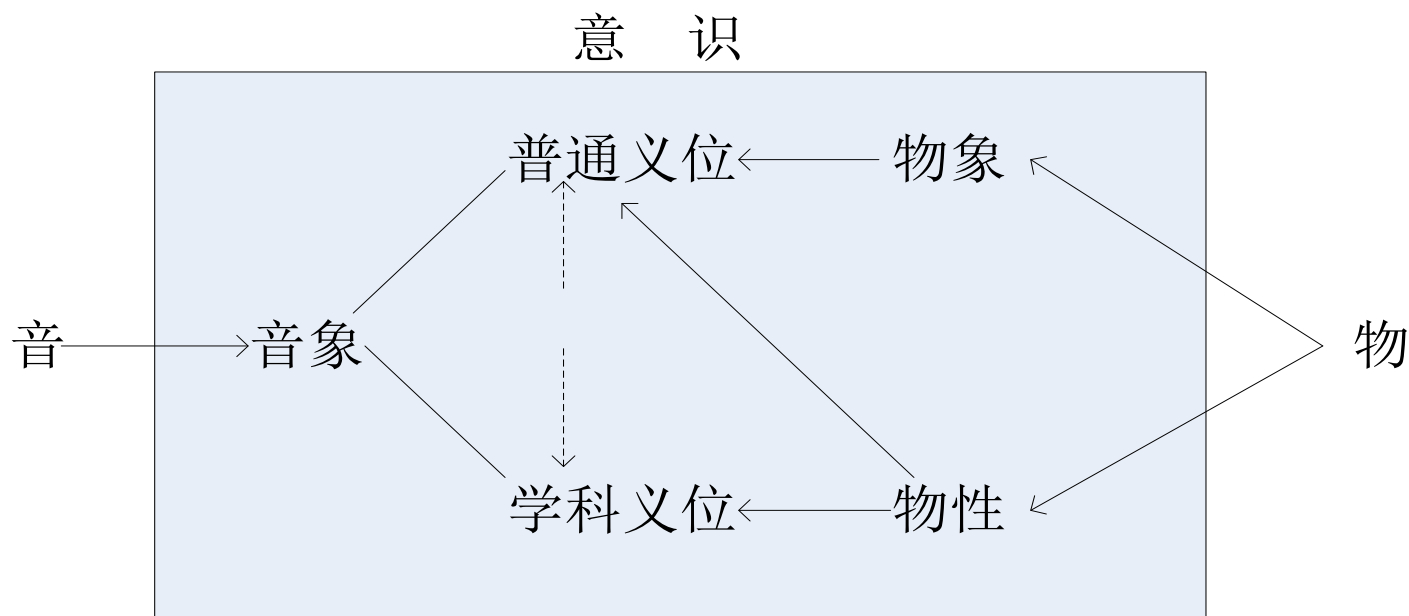 意 识
普通义位 物象
音 音象 物
学科义位 物性